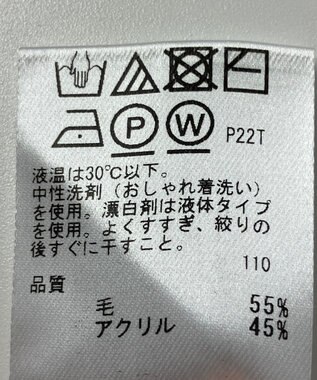 P W P22T
液温は30℃以下。
中性洗剤（おしゃれ着洗い）
を使用。漂白剤は液体タイプ
を使用。よくすすぎ、絞りの
後すぐに干すこと。
110
品質
毛 55%
アクリル 45%